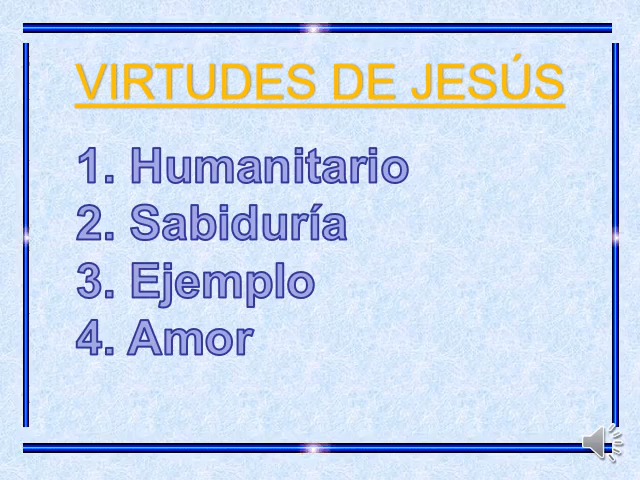 VIRTUDES DE JESÚS
1. Humanitario
2. Sabiduría
3. Ejemplo
4. Amor